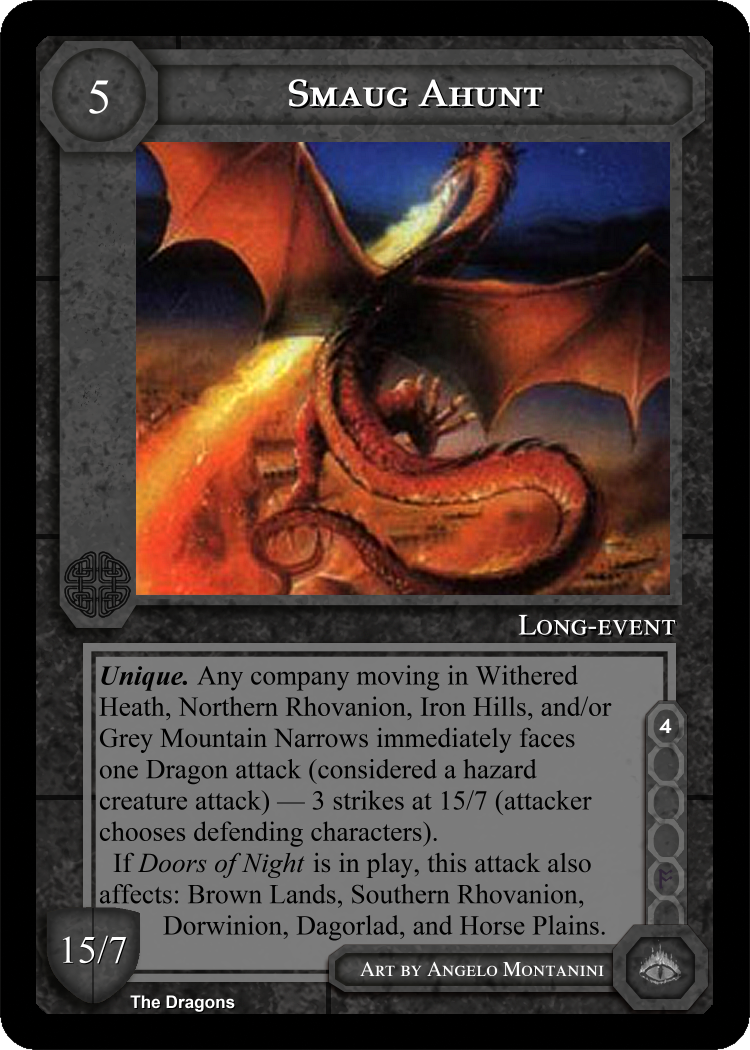 5
Smaug Ahunt
Long-event
Unique. Any company moving in Withered
Heath, Northern Rhovanion, Iron Hills, and/or
Grey Mountain Narrows immediately faces
one Dragon attack (considered a hazard
creature attack) — 3 strikes at 15/7 (attacker
chooses defending characters).
If Doors of Night is in play, this attack also
affects: Brown Lands, Southern Rhovanion,
Dorwinion, Dagorlad, and Horse Plains.
4
15/7
Art by Angelo Montanini
The Dragons